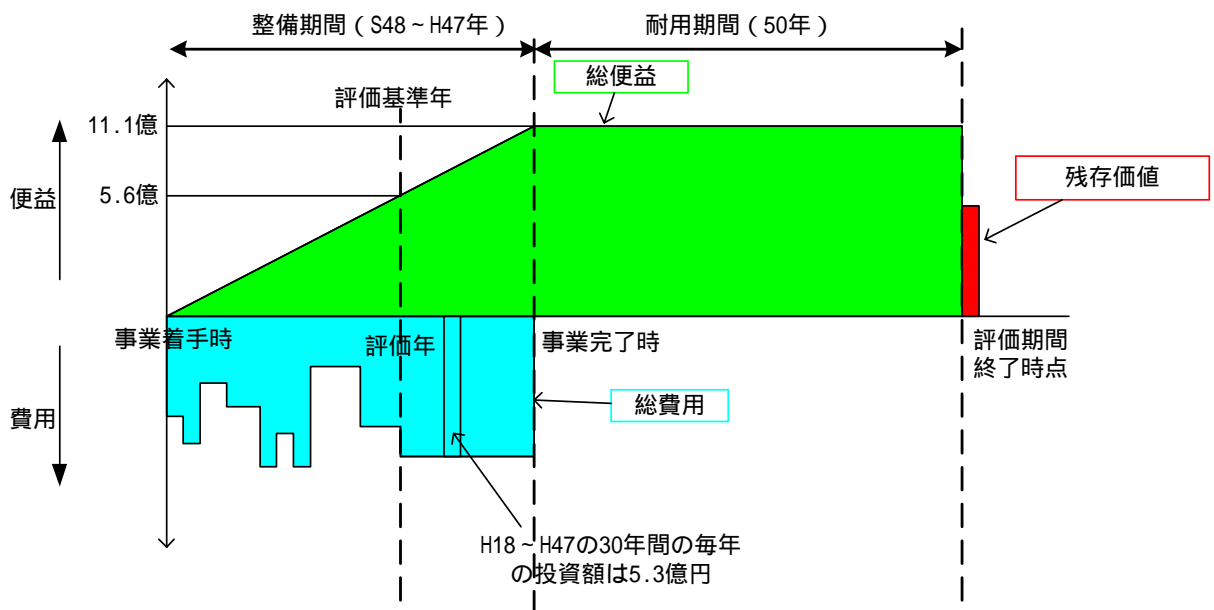 整備期間(S48~H47年)
耐用期間(50年)
総便益
評価基準年
11.1億
5.6億
便益
残存価値
事業着手時
評価年
事業完了時
評価期間
終了時点
総費用
費用
H18~H47の30年間の毎年
の投資額は5.3億円